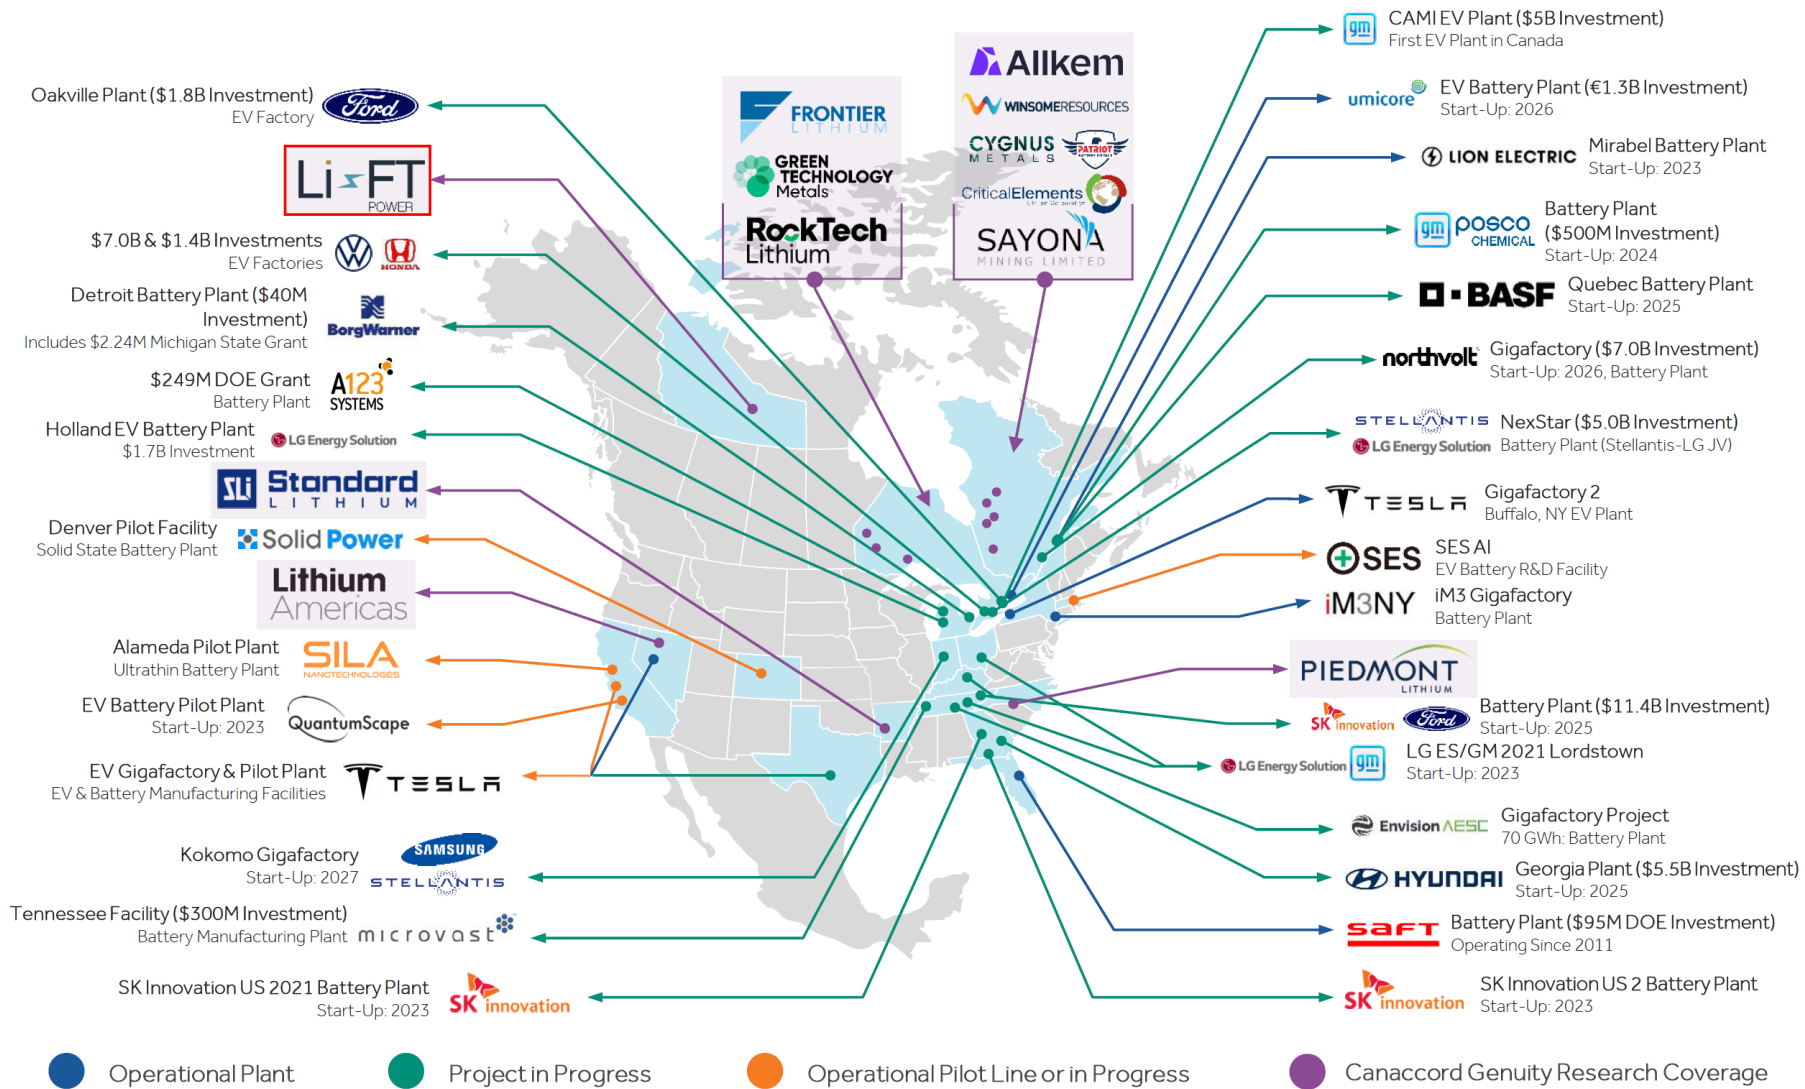 Oakville Plant ($1.8B Investment)
EV Factory
Ford
Li-FT
POWER
$7.0B & $1.4B Investments
EV Factories
HONDA
Detroit Battery Plant ($40M
Investment)
Includes $2.24M Michigan State Grant
BorgWarner
$249M DOE Grant
Battery Plant
A123
SYSTEMS
Holland EV Battery Plant
$1.7B Investment
LG Energy Solution
SLi Standard
LITHIUM
Denver Pilot Facility
Solid State Battery Plant
Solid Power
Lithium
Americas
Alameda Pilot Plant
Ultrathin Battery Plant
SILA
NANOTECHNOLOGIES
EV Battery Pilot Plant
Start-Up: 2023
QuantumScape
EV Gigafactory & Pilot Plant
EV & Battery Manufacturing Facilities
TESLA
Kokomo Gigafactory
Start-Up: 2027
SAMSUNG
STELLANTIS
Tennessee Facility ($300M Investment)
Battery Manufacturing Plant
microvast
SK Innovation US 2021 Battery Plant
Start-Up: 2023
SK innovation
FRONTIER
LITHIUM
GREEN
TECHNOLOGY
Metals
RockTech
Lithium
Allkem
WINSOMERESOURCES
CYGNUS
METALS
PATRIOT
BATTERY METALS
CriticalElements
Lithium Corporation
SAYONA
MINING LIMITED
gm
CAMI EV Plant ($5B Investment)
First EV Plant in Canada
umicore
EV Battery Plant (€1.3B Investment)
Start-Up: 2026
LION ELECTRIC
Mirabel Battery Plant
Start-Up: 2023
gm posco
CHEMICAL
Battery Plant
($500M Investment)
Start-Up: 2024
BASF
Quebec Battery Plant
Start-Up: 2025
northvolt
Gigafactory ($7.0B Investment)
Start-Up: 2026, Battery Plant
STELLANTIS
LG Energy Solution
NexStar ($5.0B Investment)
Battery Plant (Stellantis-LG JV)
TESLA
Gigafactory 2
Buffalo, NY EV Plant
SES
SES AI
EV Battery R&D Facility
iM3NY
iM3 Gigafactory
Battery Plant
PIEDMONT
LITHIUM
SK innovation
Ford
Battery Plant ($11.4B Investment)
Start-Up: 2025
LG Energy Solution gm
LG ES/GM 2021 Lordstown
Start-Up: 2023
Envision AESC
Gigafactory Project
70 GWh: Battery Plant
HYUNDAI
Georgia Plant ($5.5B Investment)
Start-Up: 2025
saft
Battery Plant ($95M DOE Investment)
Operating Since 2011
SK innovation
SK Innovation US 2 Battery Plant
Start-Up: 2023
Operational Plant
Project in Progress
Operational Pilot Line or in Progress
Canaccord Genuity Research Coverage